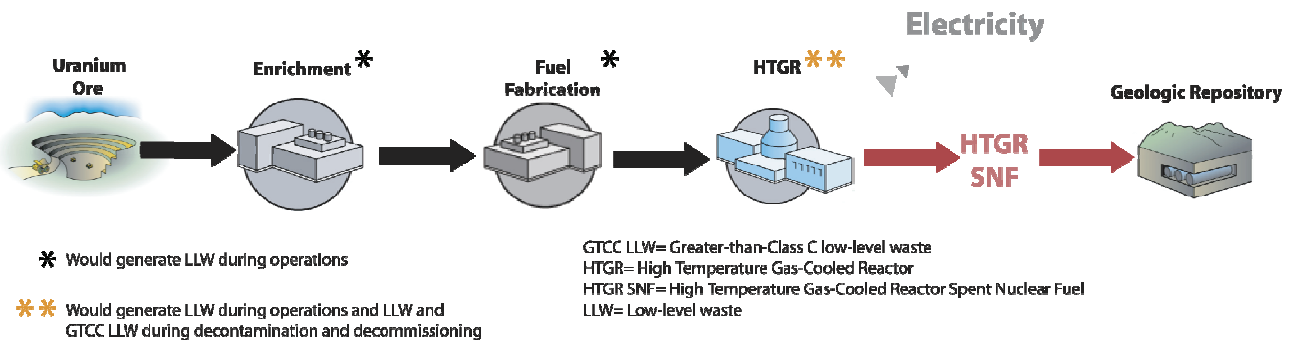 Electricity
Uranium
Ore
Enrichment*
Fuel
Fabrication*
HTGR**
Geologic Repository
HTGR
SNF
* Would generate LLW during operations
** Would generate LLW during operations and LLW and
GTCC LLW during decontamination and decommissioning
GTCC LLW= Greater-than-Class C low-level waste
HTGR= High Temperature Gas-Cooled Reactor
HTGR SNF= High Temperature Gas-Cooled Reactor Spent Nuclear Fuel
LLW= Low-level waste